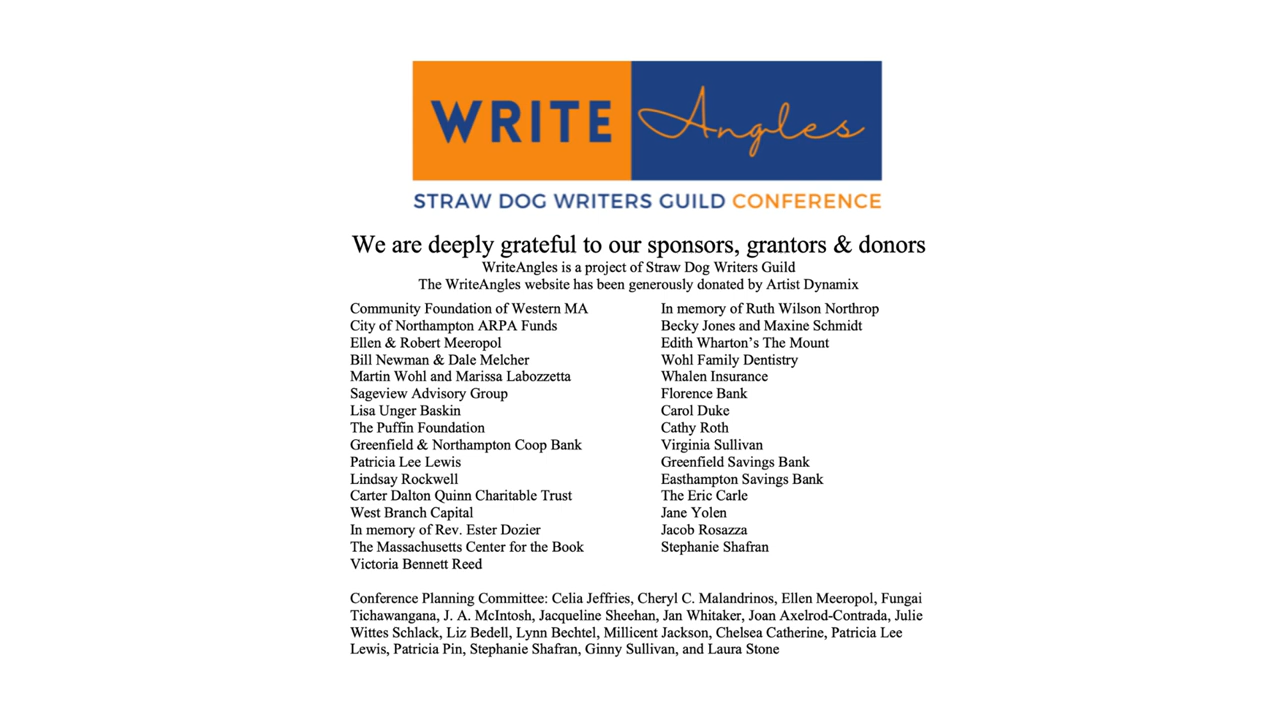 WRITE Angles
STRAW DOG WRITERS GUILD CONFERENCE
We are deeply grateful to our sponsors, grantors & donors
WriteAngles is a project of Straw Dog Writers Guild
The WriteAngles website has been generously donated by Artist Dynamix
Community Foundation of Western MA
City of Northampton ARPA Funds
Ellen & Robert Meeropol
Bill Newman & Dale Melcher
Martin Wohl and Marissa Labozzetta
Sageview Advisory Group
Lisa Unger Baskin
The Puffin Foundation
Greenfield & Northampton Coop Bank
Patricia Lee Lewis
Lindsay Rockwell
Carter Dalton Quinn Charitable Trust
West Branch Capital
In memory of Rev. Ester Dozier
The Massachusetts Center for the Book
Victoria Bennett Reed
In memory of Ruth Wilson Northrop
Becky Jones and Maxine Schmidt
Edith Wharton’s The Mount
Wohl Family Dentistry
Whalen Insurance
Florence Bank
Carol Duke
Cathy Roth
Virginia Sullivan
Greenfield Savings Bank
Easthampton Savings Bank
The Eric Carle
Jane Yolen
Jacob Rosazza
Stephanie Shafran
Conference Planning Committee: Celia Jeffries, Cheryl C. Malandrinos, Ellen Meeropol, Fungai
Tichawangana, J. A. McIntosh, Jacqueline Sheehan, Jan Whitaker, Joan Axelrod-Contrada, Julie
Wittes Schlack, Liz Bedell, Lynn Bechtel, Millicent Jackson, Chelsea Catherine, Patricia Lee
Lewis, Patricia Pin, Stephanie Shafran, Ginny Sullivan, and Laura Stone